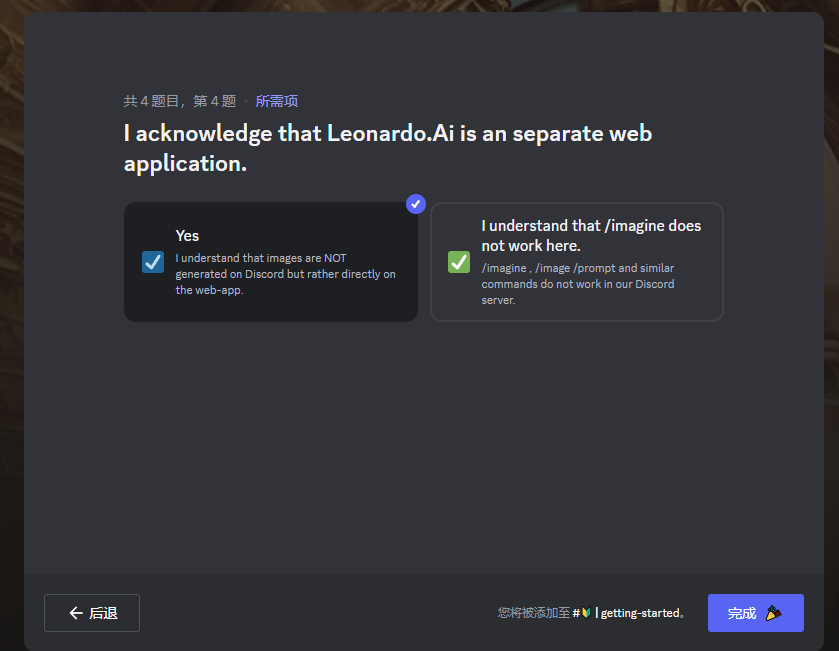 共 4 题目，第 4 题 • 所需项
I acknowledge that Leonardo.Ai is an separate web
application.
Yes
I understand that images are NOT
generated on Discord but rather directly on
the web-app.
I understand that /imagine does
not work here.
/imagine , /image /prompt and similar
commands do not work in our Discord
server.
← 后退
您将被添加至 #🔰 | getting-started。
完成